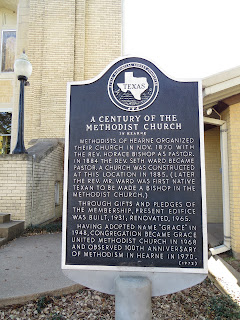 TEXAS
A CENTURY OF THE
METHODIST CHURCH
IN HEARNE
METHODISTS OF HEARNE ORGANIZED
THEIR CHURCH IN NOV. 1870 WITH
THE REV. HORACE BISHOP AS PASTOR.
IN 1884 THE REV. SETH WARD BECAME
PASTOR. A CHURCH WAS CONSTRUCTED
AT THIS LOCATION IN 1885. (LATER
THE REV. MR. WARD WAS FIRST NATIVE
TEXAN TO BE MADE A BISHOP IN THE
METHODIST CHURCH.)
THROUGH GIFTS AND PLEDGES OF
THE MEMBERSHIP, PRESENT EDIFICE
WAS BUILT, 1931, RENOVATED, 1965.
HAVING ADOPTED NAME "GRACE" IN
1948, CONGREGATION BECAME GRACE
UNITED METHODIST CHURCH IN 1968
AND OBSERVED 100TH ANNIVERSARY
OF METHODISM IN HEARNE IN 1970.